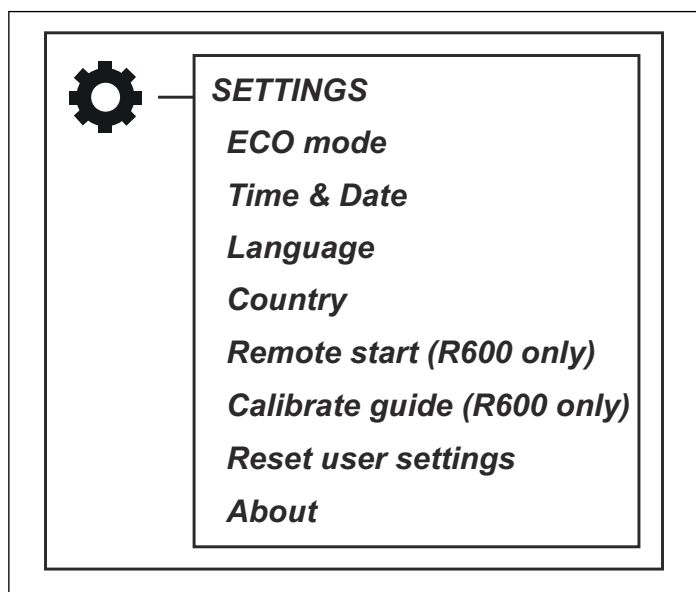 SETTINGS
ECO mode
Time & Date
Language
Country
Remote start (R600 only)
Calibrate guide (R600 only)
Reset user settings
About